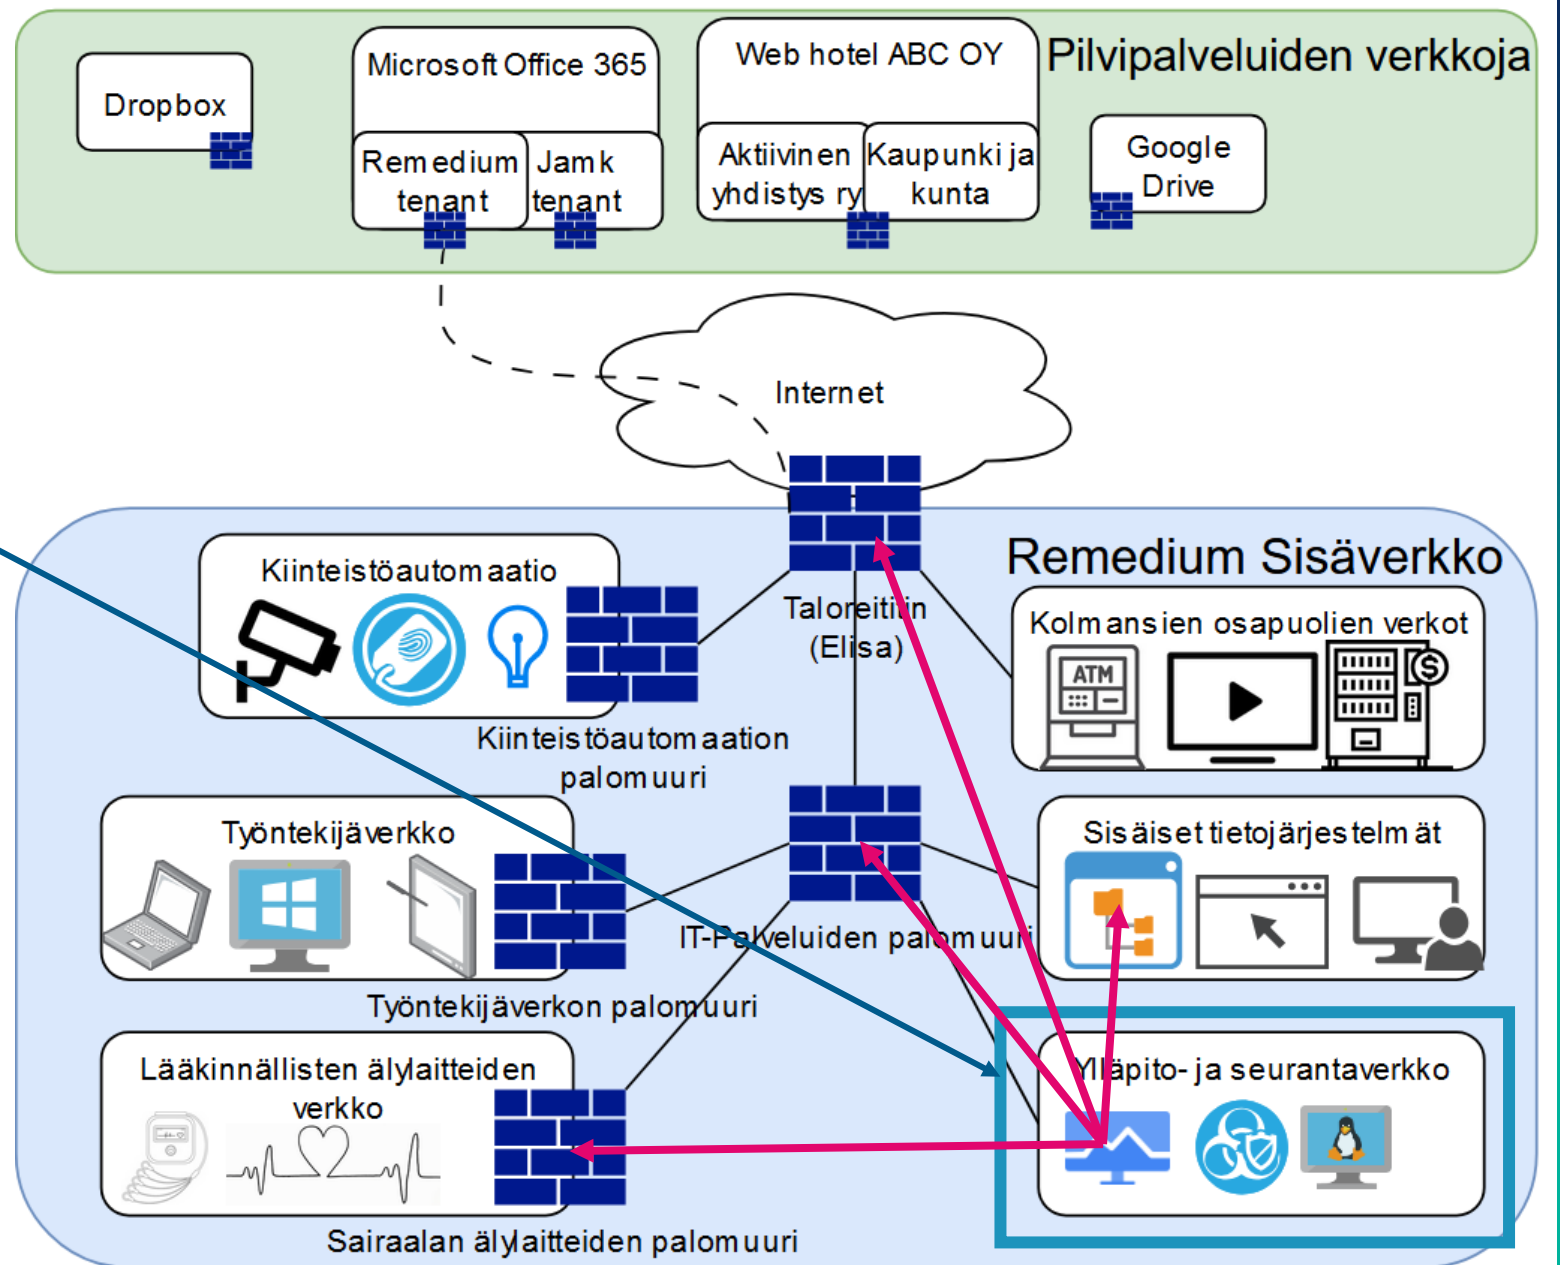 Pilvipalveluiden verkkoja
Dropbox
Microsoft Office 365
Remedium
tenant
Jamk
tenant
Web hotel ABC OY
Aktiivinen
yhdistys ry
Kaupunki ja
kunta
Google
Drive
Internet
Remedium Sisäverkko
Kiinteistöautomaatio
Kiinteistöautomaation
palomuuri
Taloreititin
(Elisa)
Kolmansien osapuolien verkot
ATM
$
Työntekijäverkko
Työntekijäverkon palomuuri
IT-Palveluiden palomuuri
Sisäiset tietojärjestelmät
Lääkinnällisten älylaitteiden
verkko
Sairaalan älylaitteiden palomuuri
Ylläpito- ja seurantaverkko